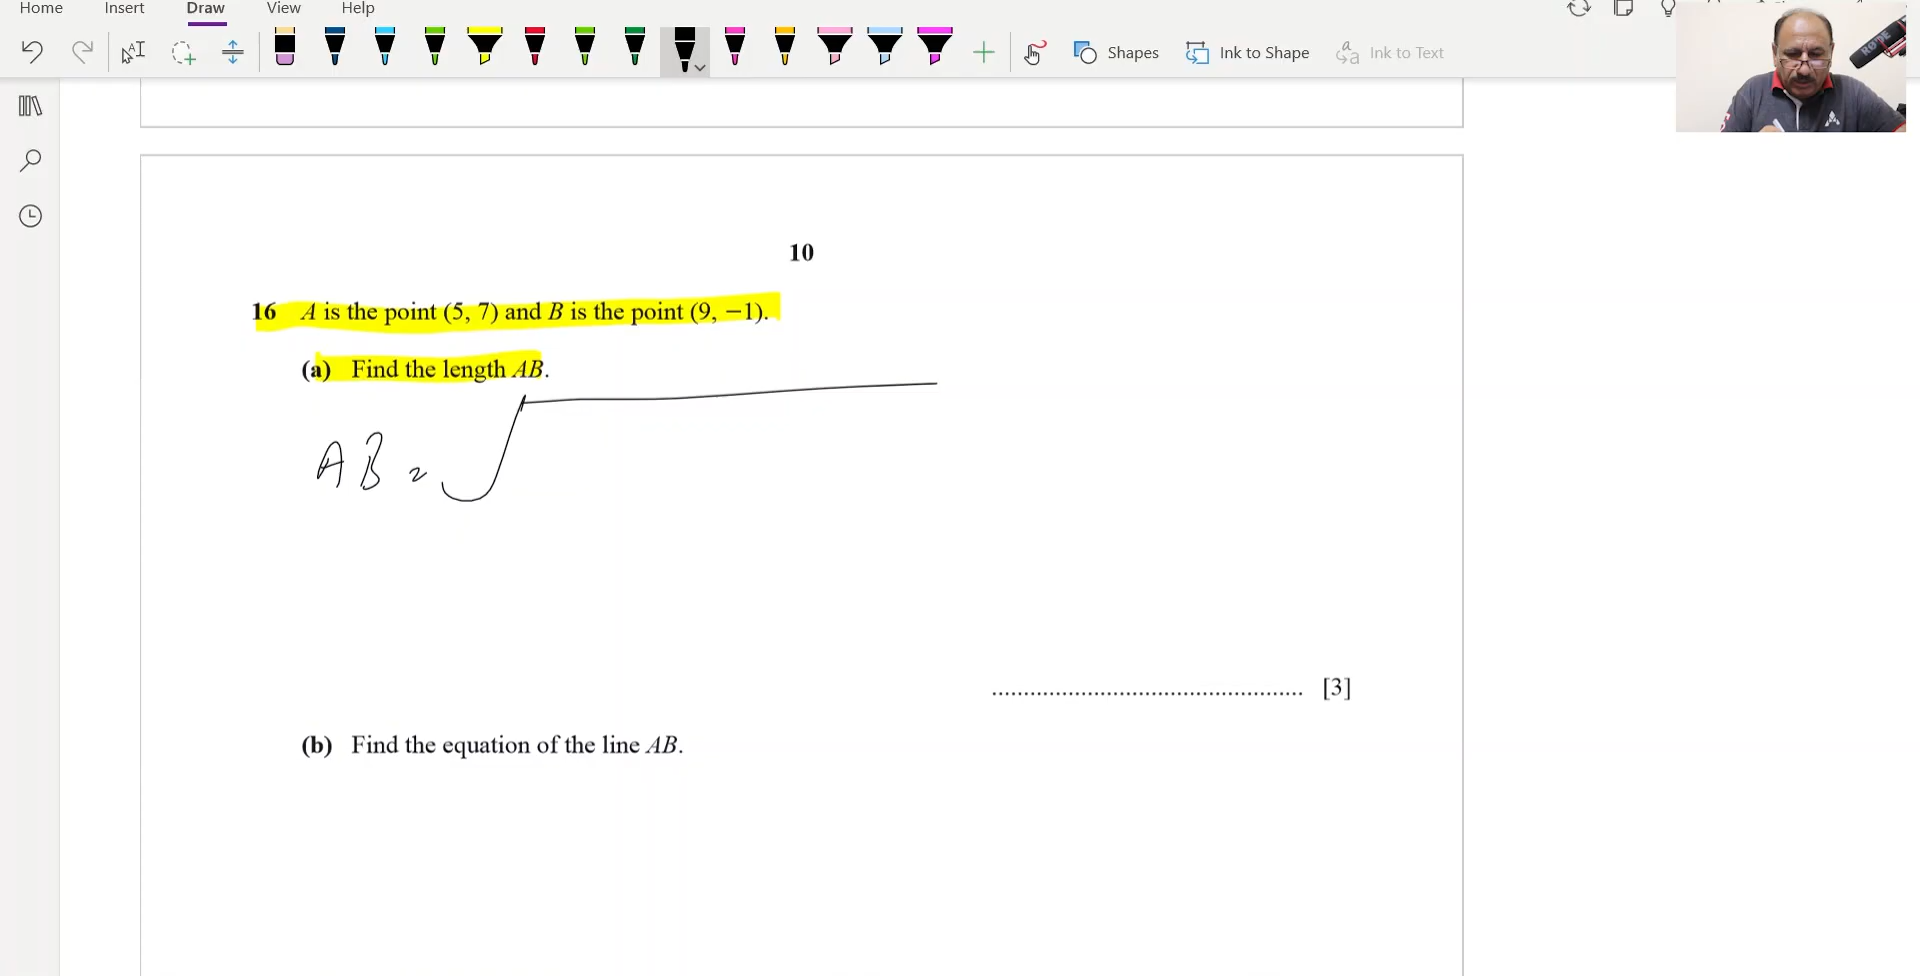 Home Insert Draw View Help
Shapes Ink to Shape Ink to Text
RØDE
10
16 A is the point (5, 7) and B is the point (9, −1).
(a) Find the length AB.
AB = √
.................................................. [3]
(b) Find the equation of the line AB.